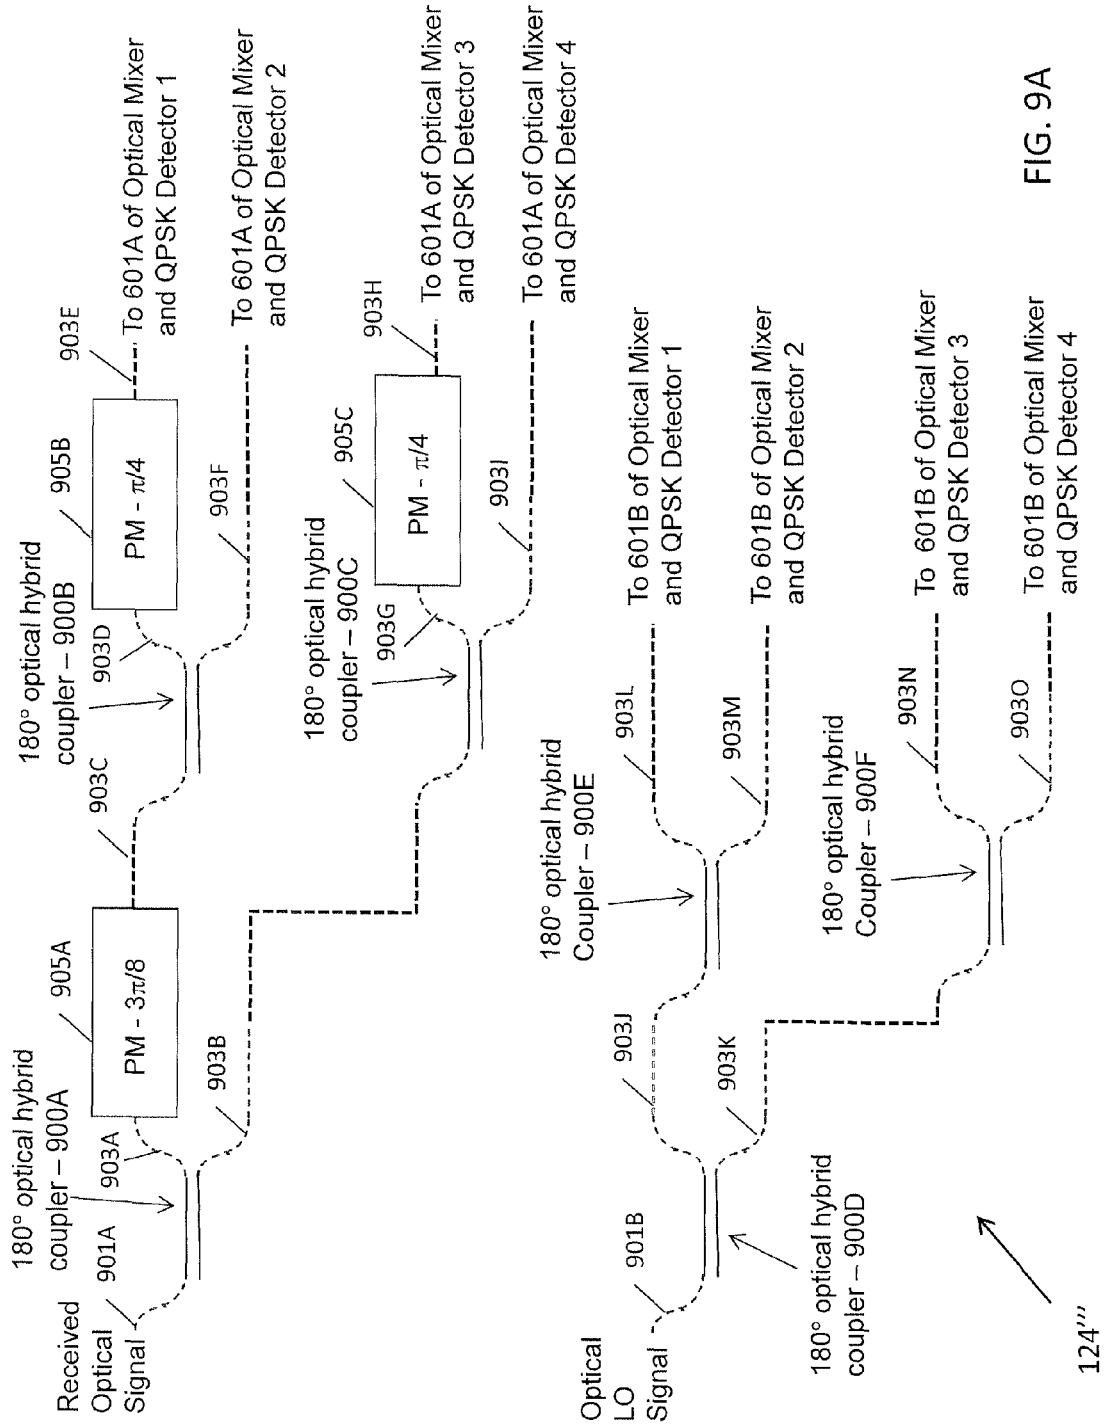 Received
Optical
Signal
901A
180° optical hybrid
coupler – 900A
903A
905A
PM - 3π/8
903B
903C
180° optical hybrid
coupler – 900B
903D
905B
PM - π/4
903E
To 601A of Optical Mixer
and QPSK Detector 1
903F
To 601A of Optical Mixer
and QPSK Detector 2
180° optical hybrid
coupler – 900C
903G
905C
PM - π/4
903H
To 601A of Optical Mixer
and QPSK Detector 3
903I
To 601A of Optical Mixer
and QPSK Detector 4
Optical
LO
Signal
901B
180° optical hybrid
coupler – 900D
903J
903K
180° optical hybrid
Coupler – 900E
903L
To 601B of Optical Mixer
and QPSK Detector 1
903M
To 601B of Optical Mixer
and QPSK Detector 2
180° optical hybrid
Coupler – 900F
903N
To 601B of Optical Mixer
and QPSK Detector 3
903O
To 601B of Optical Mixer
and QPSK Detector 4
124'''
FIG. 9A